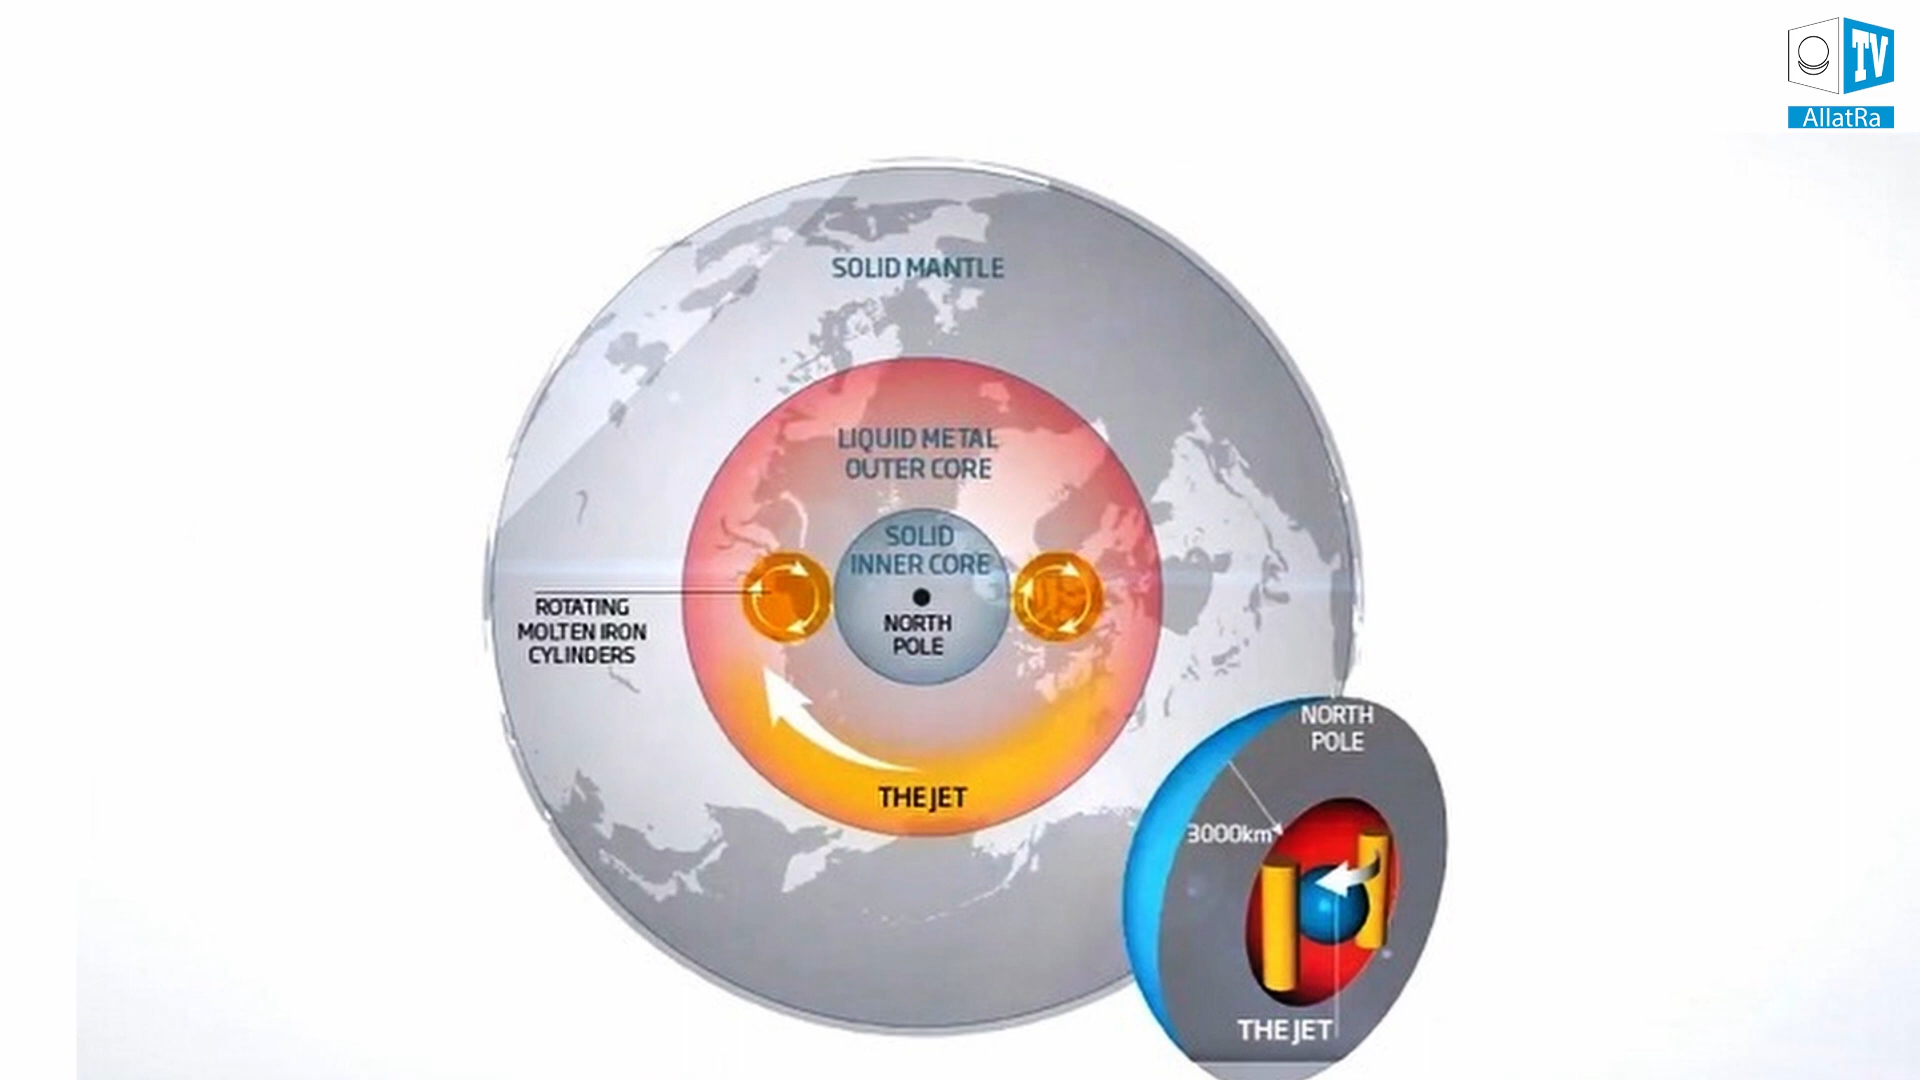 TV
AllatRa
SOLID MANTLE
LIQUID METAL
OUTER CORE
SOLID
INNER CORE
NORTH
POLE
ROTATING
MOLTEN IRON
CYLINDERS
THE JET
NORTH
POLE
3000km
THE JET